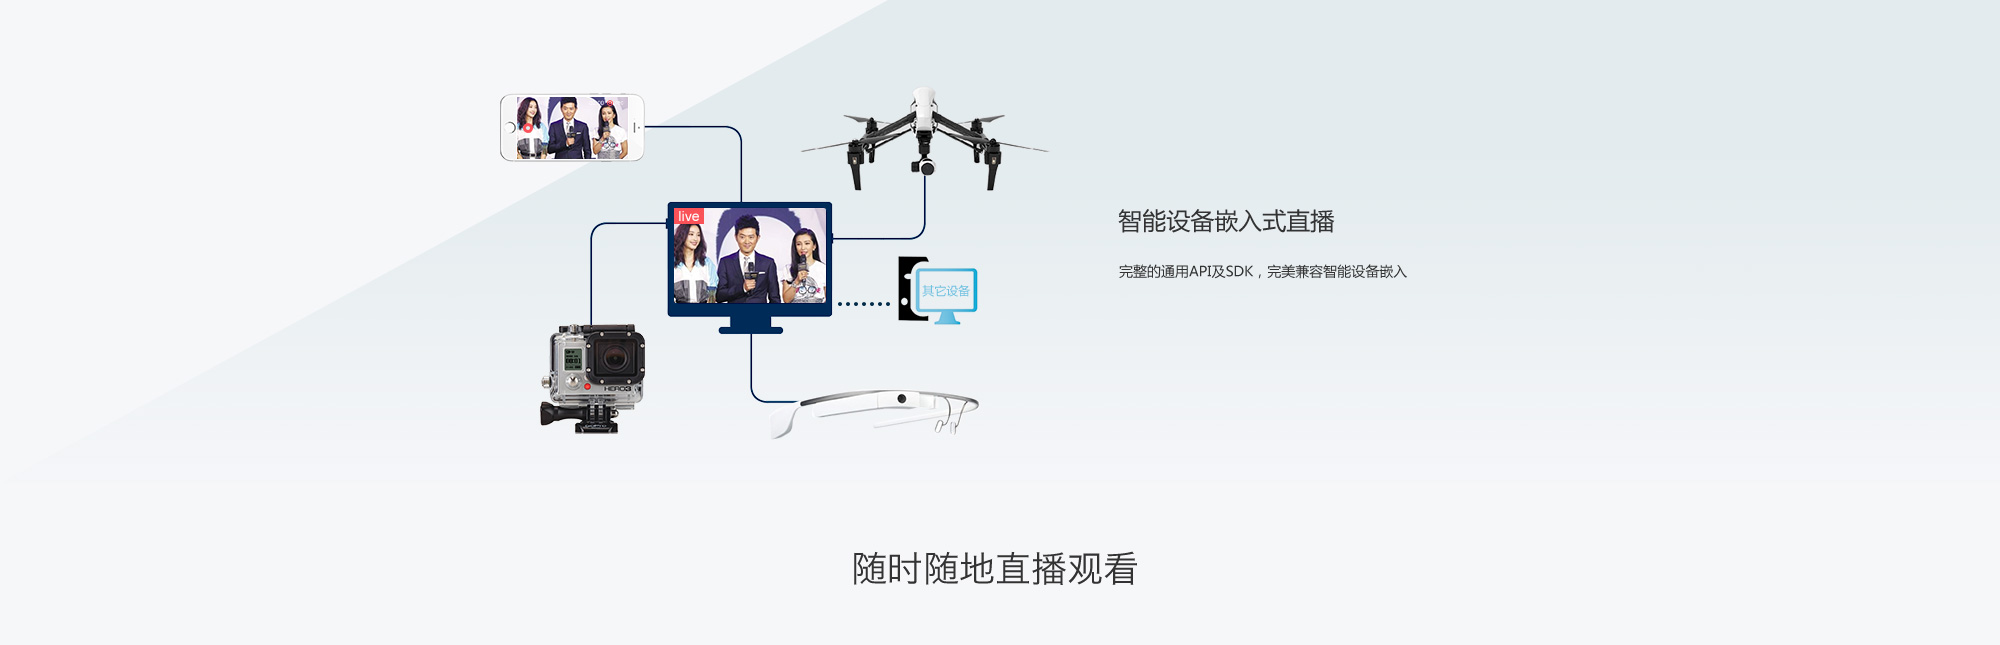 live
智能设备嵌入式直播
完整的通用API及SDK，完美兼容智能设备嵌入
其它设备
HERO3
随时随地直播观看